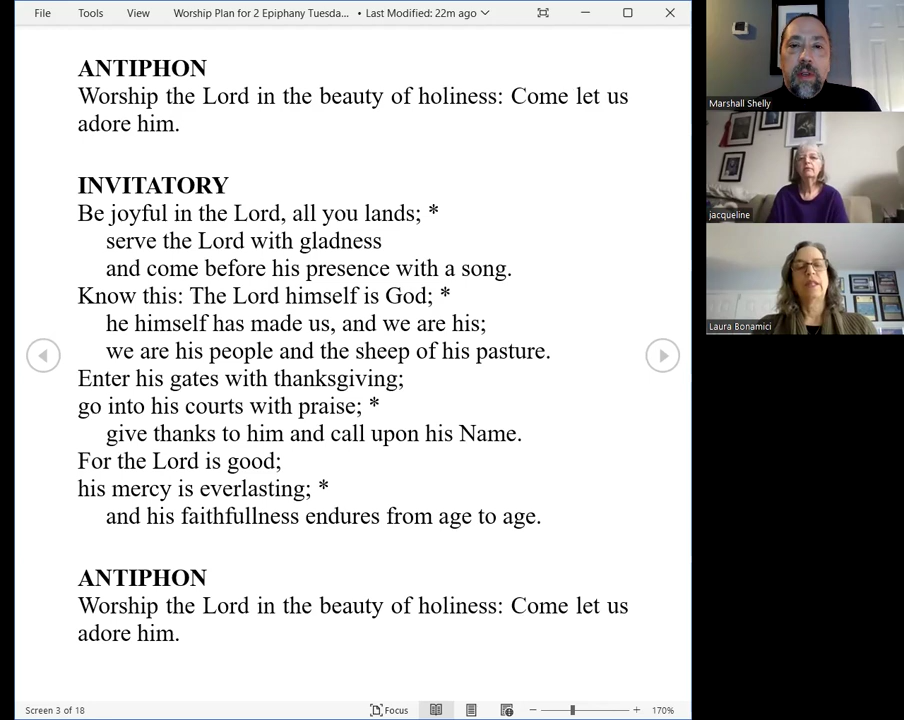 File Tools View Worship Plan for 2 Epiphany Tuesda... • Last Modified: 22m ago
ANTIPHON
Worship the Lord in the beauty of holiness: Come let us
adore him.
INVITATORY
Be joyful in the Lord, all you lands; *
serve the Lord with gladness
and come before his presence with a song.
Know this: The Lord himself is God; *
he himself has made us, and we are his;
we are his people and the sheep of his pasture.
Enter his gates with thanksgiving;
go into his courts with praise; *
give thanks to him and call upon his Name.
For the Lord is good;
his mercy is everlasting; *
and his faithfullness endures from age to age.
ANTIPHON
Worship the Lord in the beauty of holiness: Come let us
adore him.
Screen 3 of 18 Focus 170%
Marshall Shelly
jacqueline
Laura Bonamici